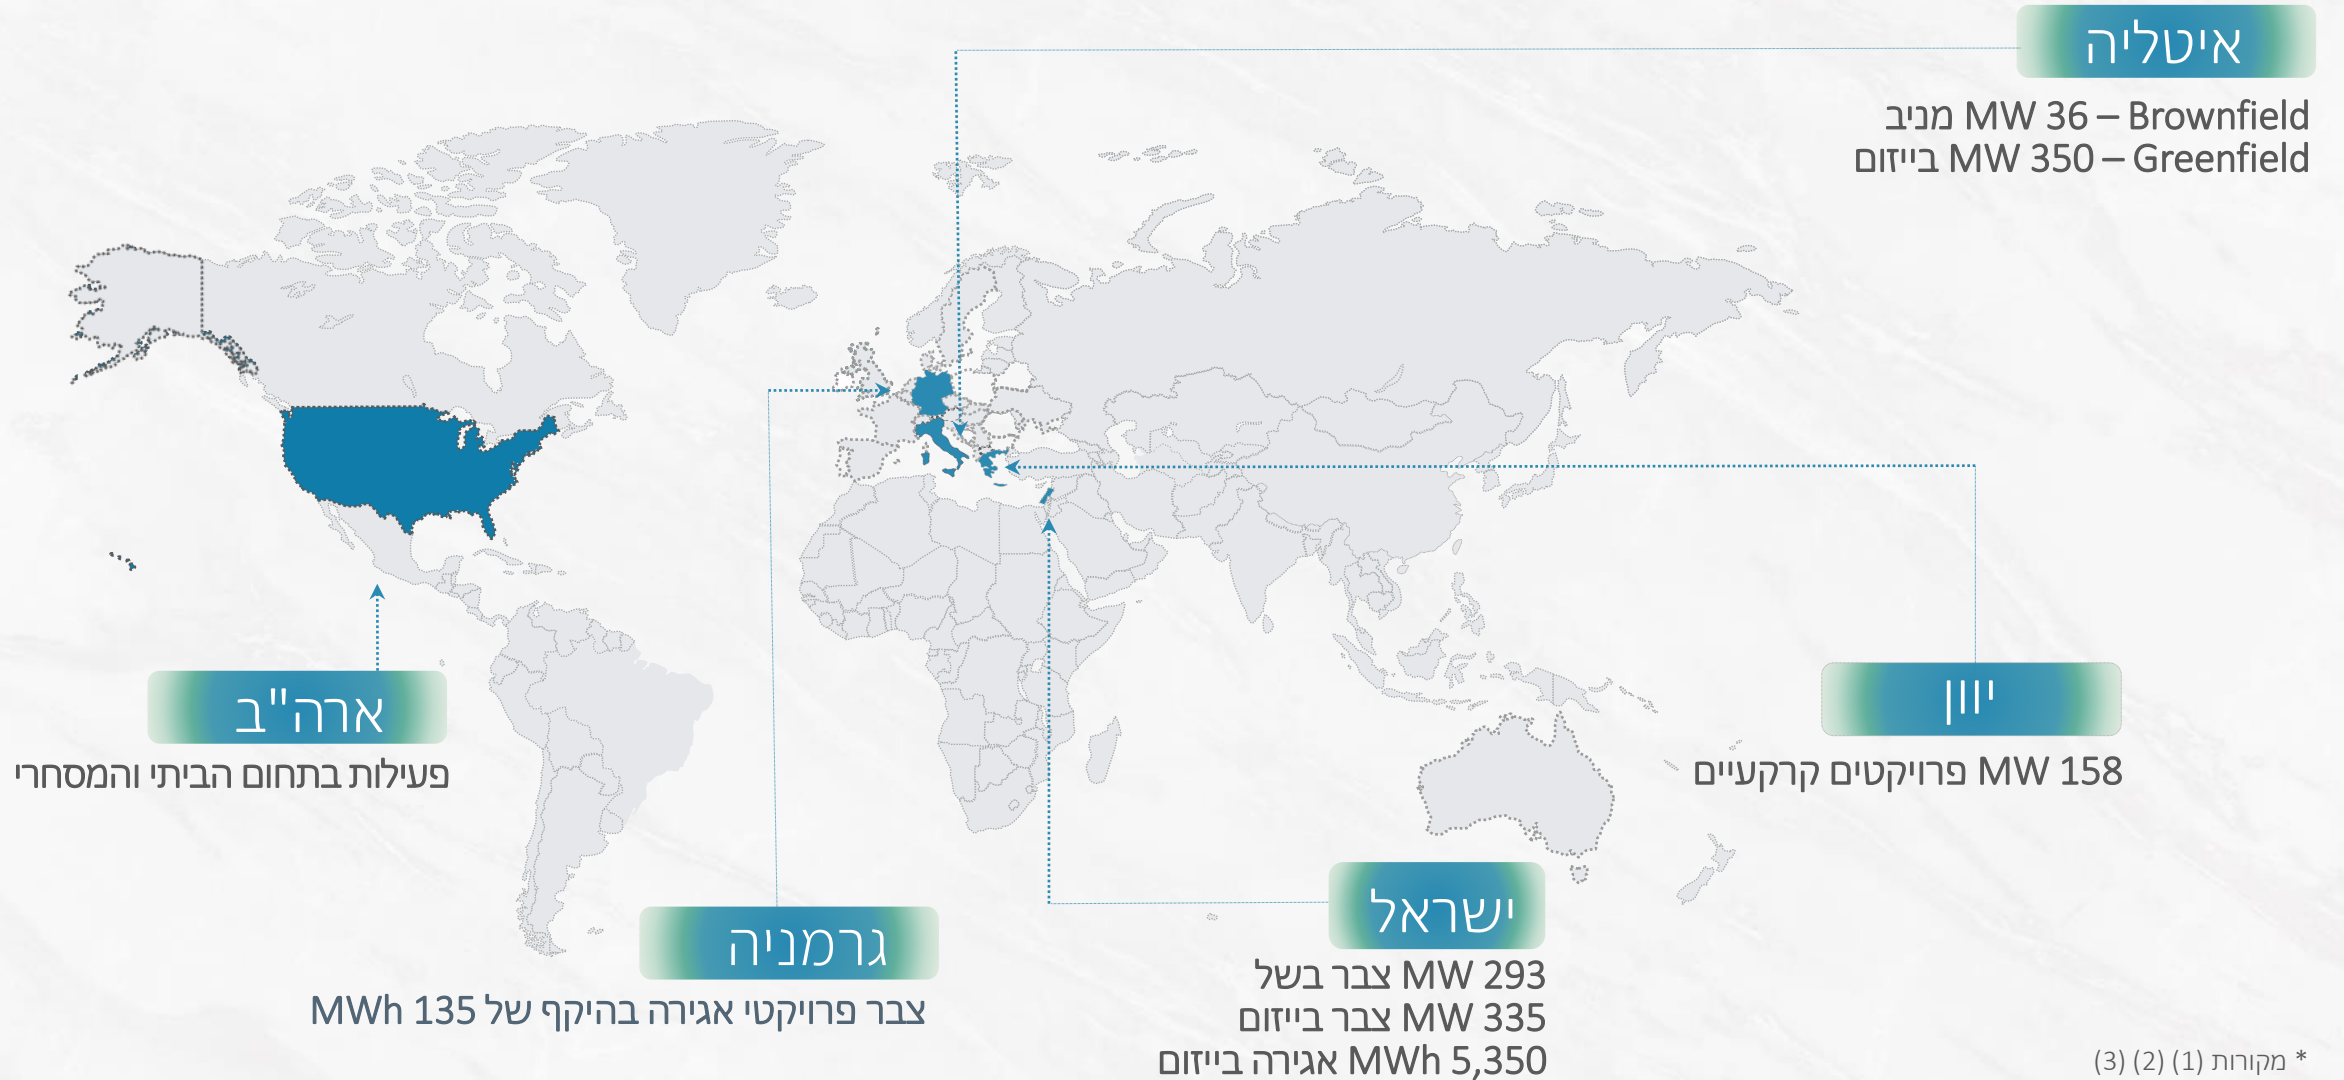 איטליה
Brownfield – 36 MW מניב
Greenfield – 350 MW בייזום
ארה"ב
פעילות בתחום הביתי והמסחרי
יוון
158 MW פרויקטים קרקעיים
ישראל
293 MW צבר בשל
335 MW צבר בייזום
5,350 MWh אגירה בייזום
גרמניה
צבר פרויקטי אגירה בהיקף של 135 MWh
* מקורות (1) (2) (3)